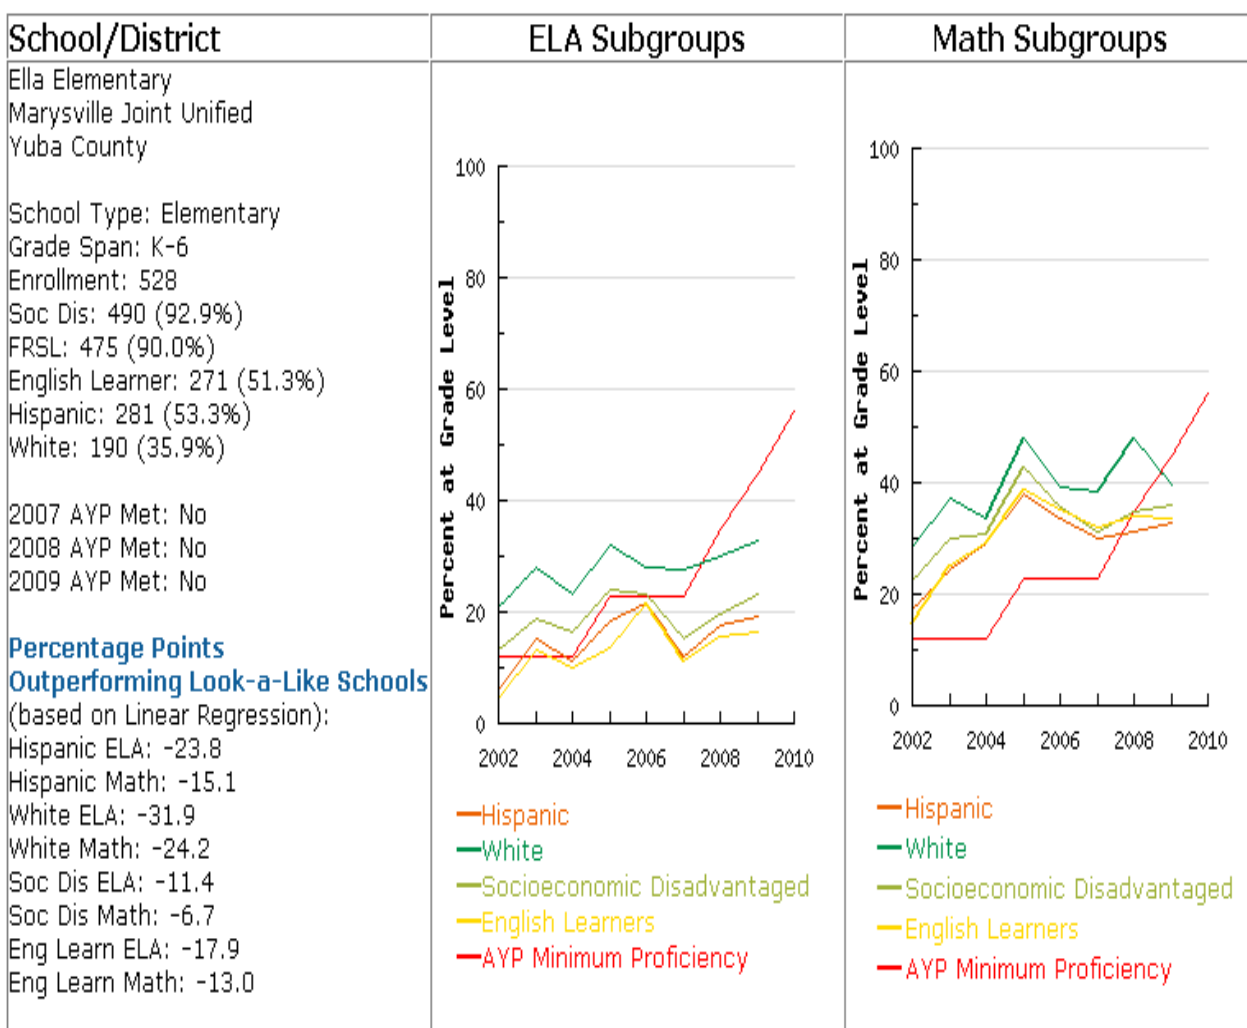 School/District
Ella Elementary
Marysville Joint Unified
Yuba County
School Type: Elementary
Grade Span: K-6
Enrollment: 528
Soc Dis: 490 (92.9%)
FRSL: 475 (90.0%)
English Learner: 271 (51.3%)
Hispanic: 281 (53.3%)
White: 190 (35.9%)
2007 AYP Met: No
2008 AYP Met: No
2009 AYP Met: No
Percentage Points
Outperforming Look-a-Like Schools
(based on Linear Regression):
Hispanic ELA: -23.8
Hispanic Math: -15.1
White ELA: -31.9
White Math: -24.2
Soc Dis ELA: -11.4
Soc Dis Math: -6.7
Eng Learn ELA: -17.9
Eng Learn Math: -13.0
ELA Subgroups
Percent at Grade Level
100
80
60
40
20
0
2002 2004 2006 2008 2010
Hispanic
White
Socioeconomic Disadvantaged
English Learners
AYP Minimum Proficiency
Math Subgroups
Percent at Grade Level
100
80
60
40
20
0
2002 2004 2006 2008 2010
Hispanic
White
Socioeconomic Disadvantaged
English Learners
AYP Minimum Proficiency